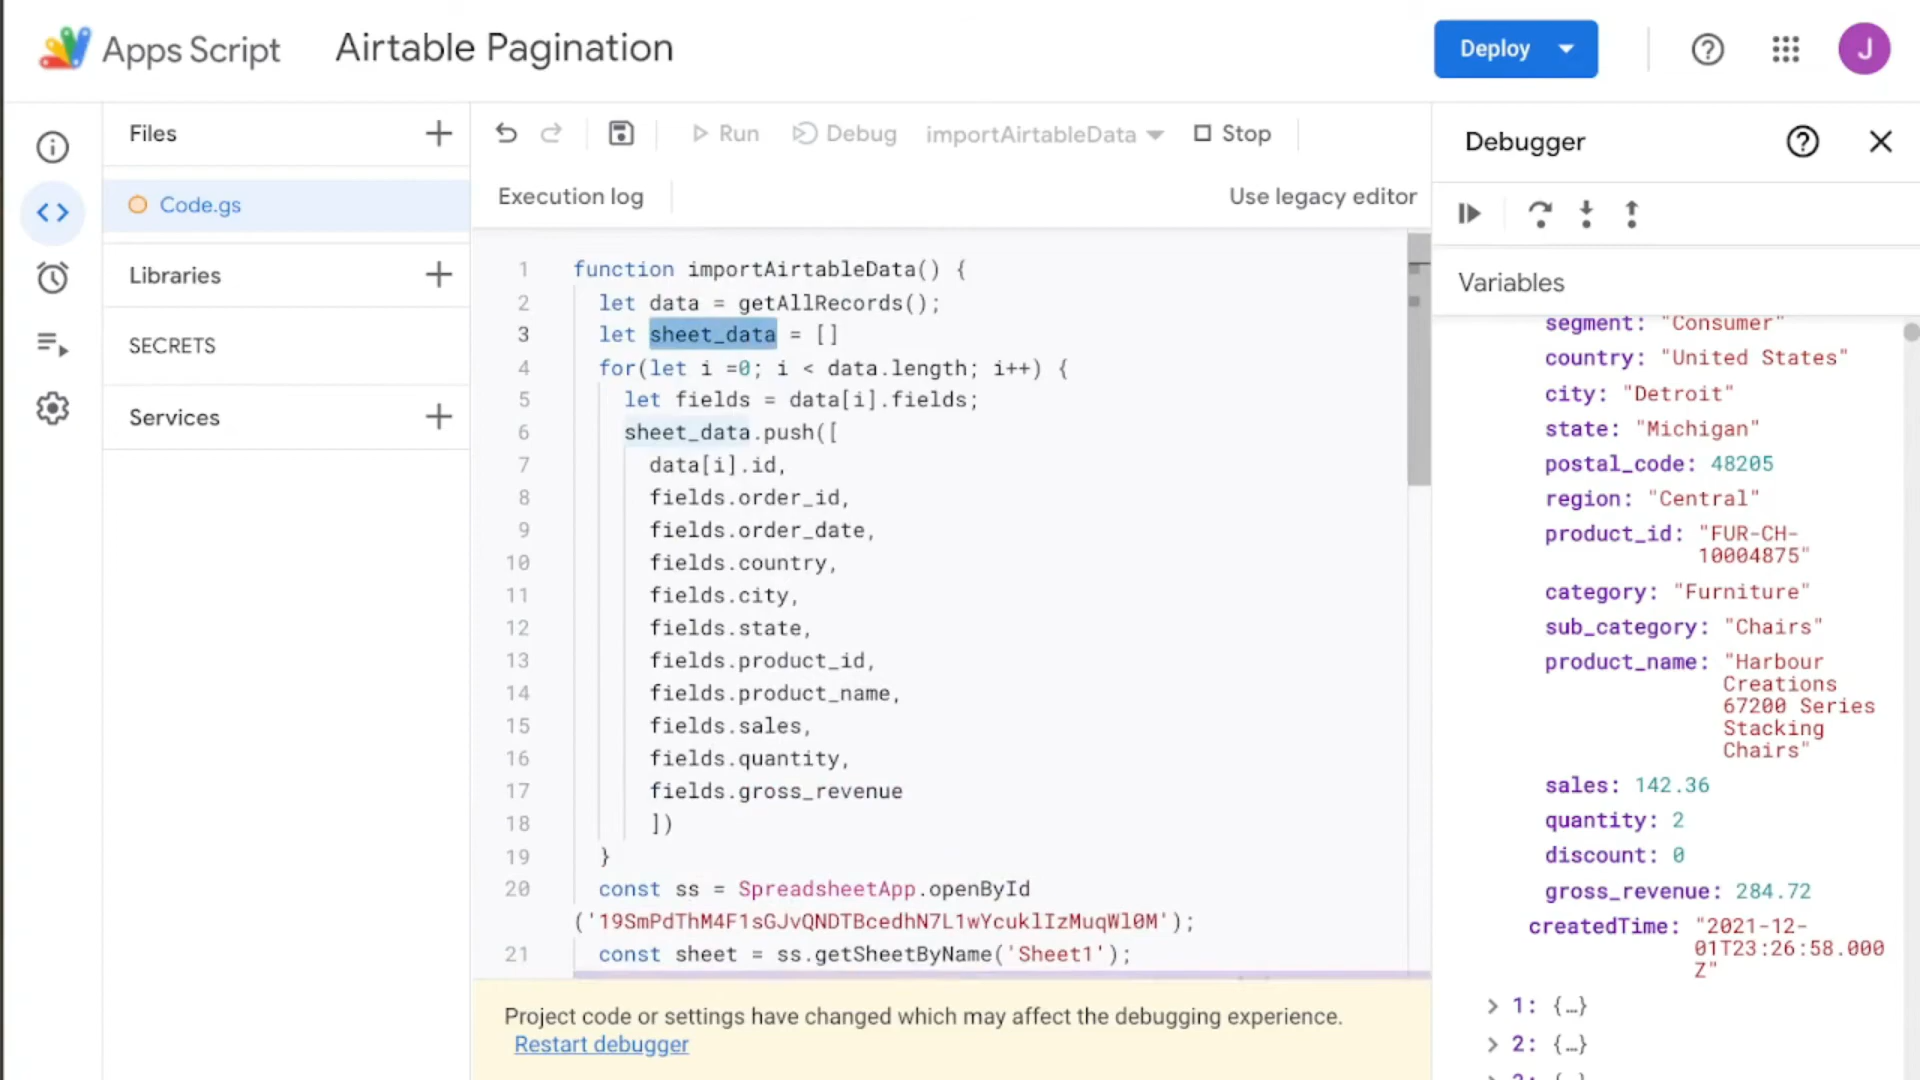 Apps Script
Airtable Pagination
Deploy
J
Files
Code.gs
Libraries
SECRETS
Services
Run
Debug
importAirtableData
Stop
Execution log
Use legacy editor
1 function importAirtableData() {
2 let data = getAllRecords();
3 let sheet_data = []
4 for(let i =0; i < data.length; i++) {
5 let fields = data[i].fields;
6 sheet_data.push([
7 data[i].id,
8 fields.order_id,
9 fields.order_date,
10 fields.country,
11 fields.city,
12 fields.state,
13 fields.product_id,
14 fields.product_name,
15 fields.sales,
16 fields.quantity,
17 fields.gross_revenue
18 ])
19 }
20 const ss = SpreadsheetApp.openById
('19SmPdThM4F1sGJvQNDTBcedhN7L1wYcuklIzMuqWl0M');
21 const sheet = ss.getSheetByName('Sheet1');
Project code or settings have changed which may affect the debugging experience.
Restart debugger
Debugger
Variables
segment: "Consumer"
country: "United States"
city: "Detroit"
state: "Michigan"
postal_code: 48205
region: "Central"
product_id: "FUR-CH-
10004875"
category: "Furniture"
sub_category: "Chairs"
product_name: "Harbour
Creations
67200 Series
Stacking
Chairs"
sales: 142.36
quantity: 2
discount: 0
gross_revenue: 284.72
createdTime: "2021-12-
01T23:26:58.000
Z"
1: {…}
2: {…}